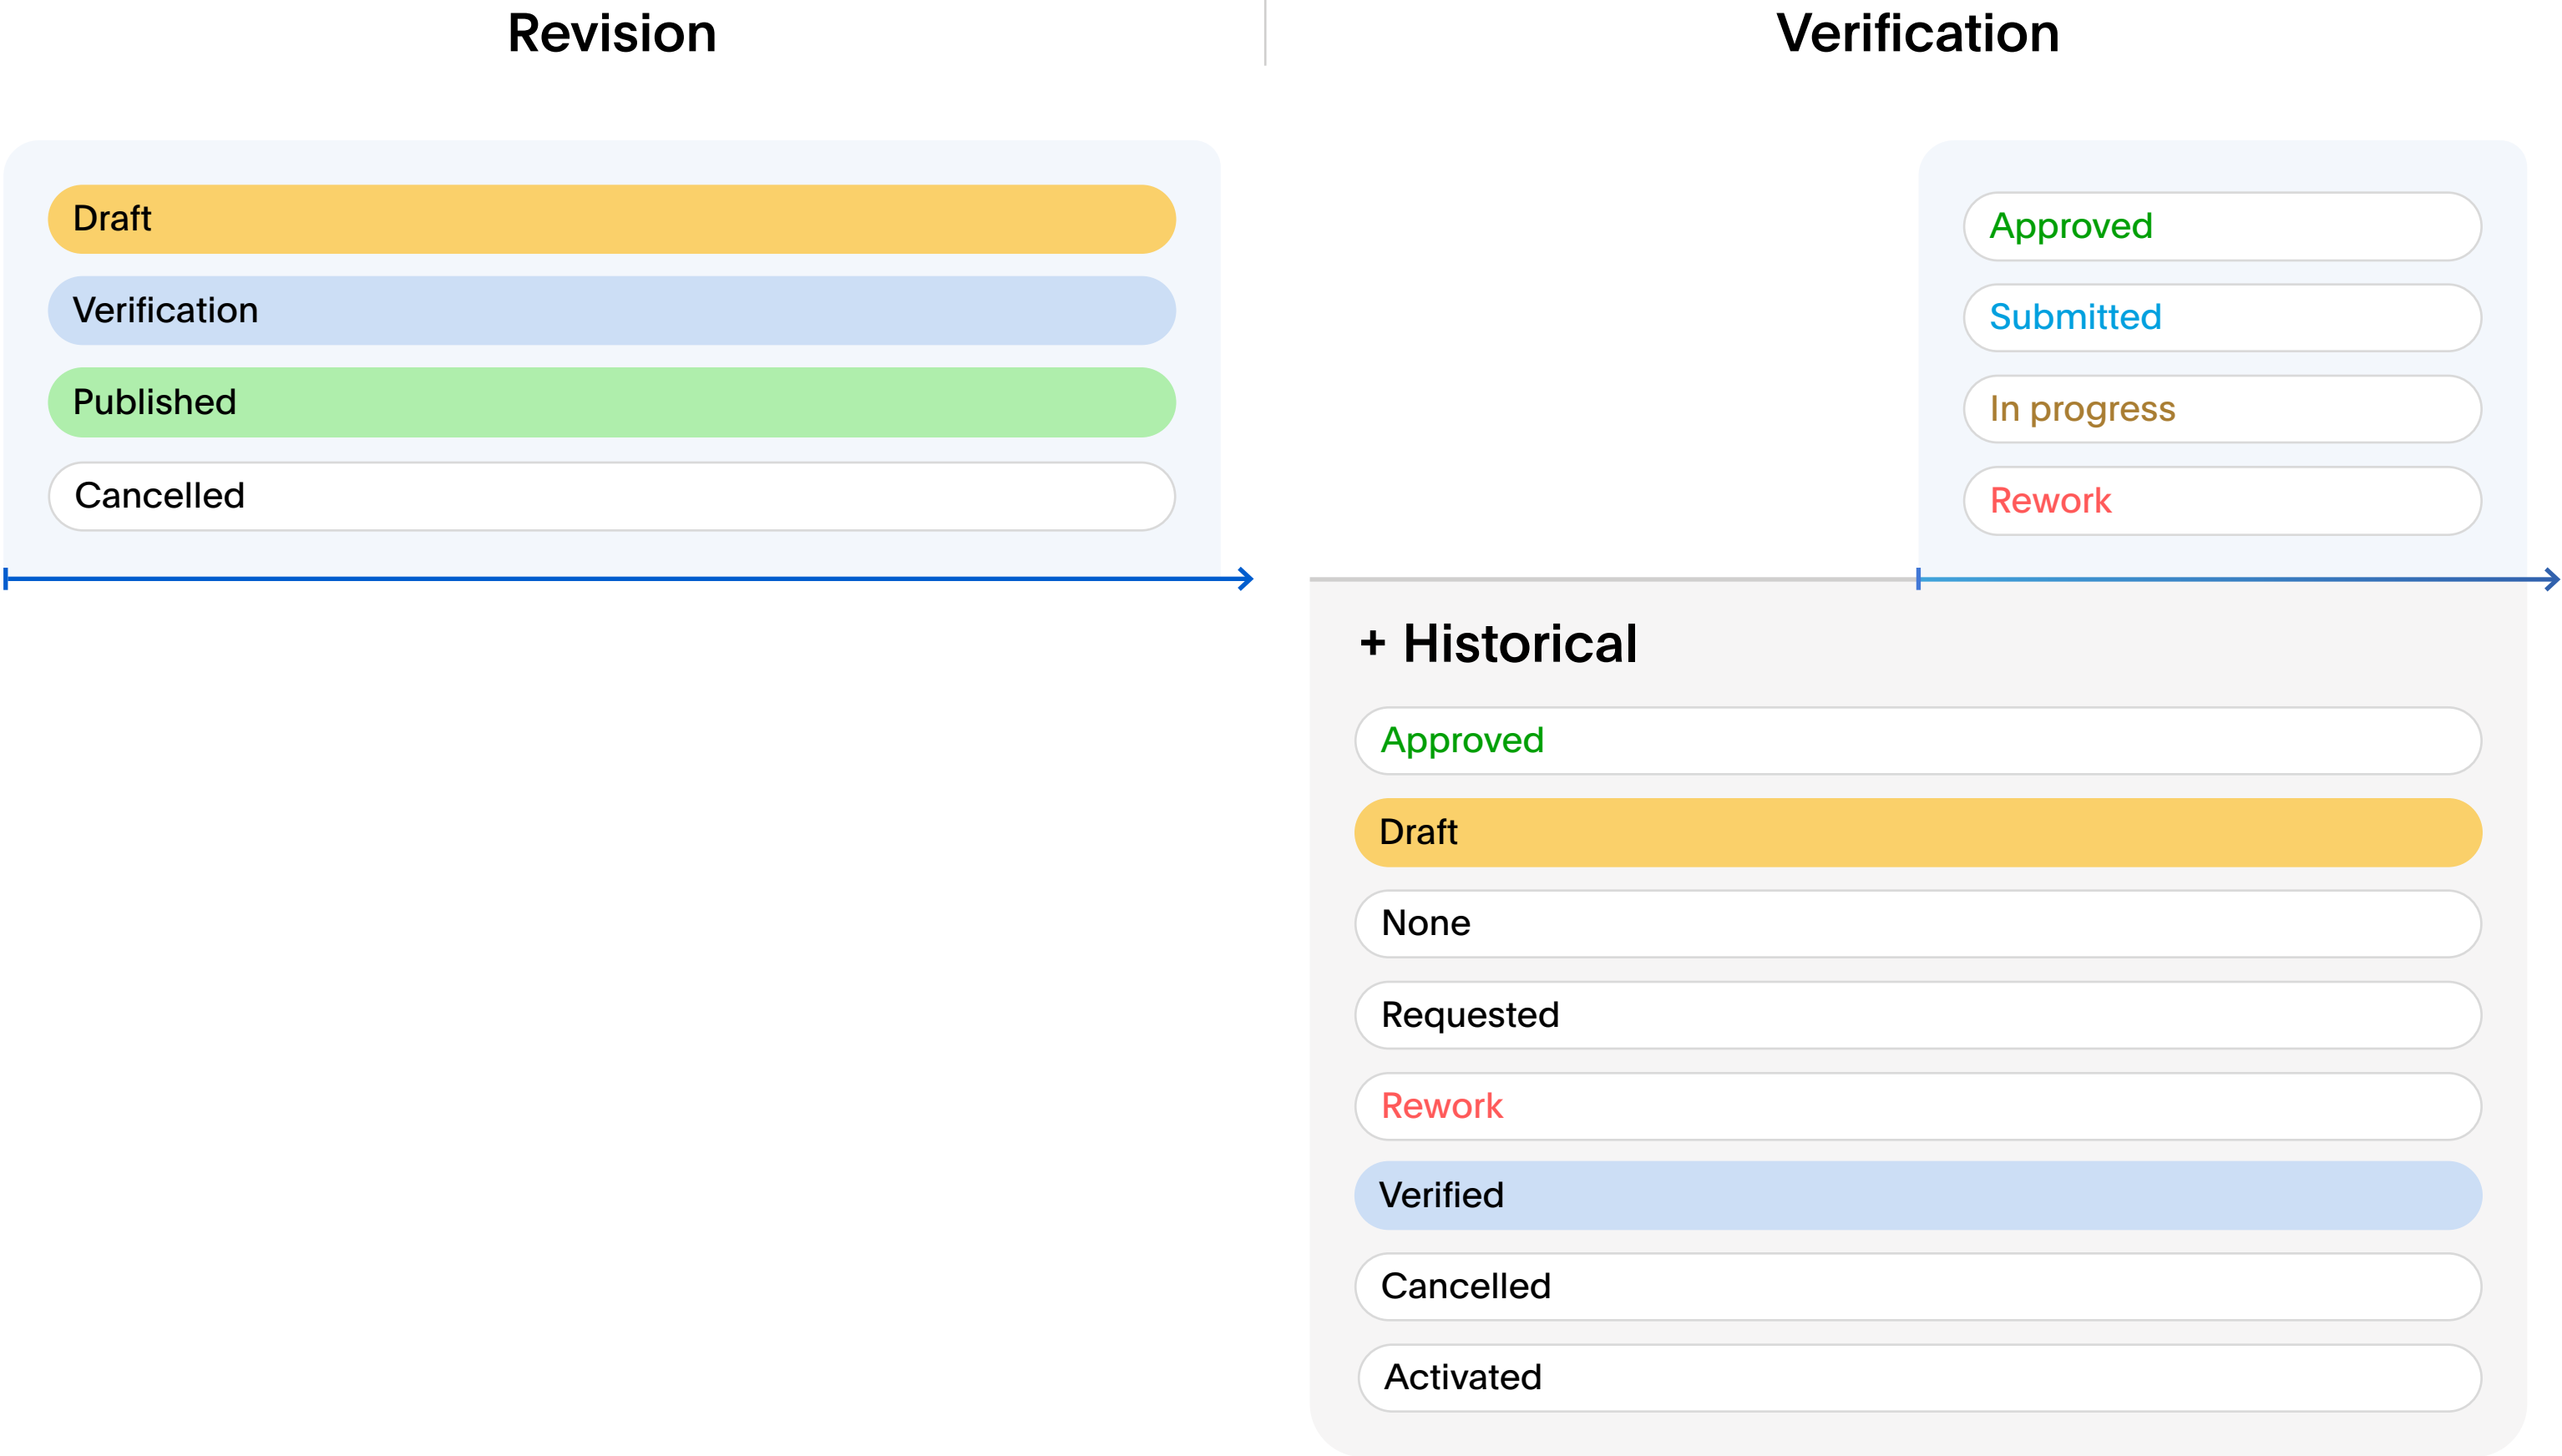 Revision
Draft
Verification
Published
Cancelled
Verification
Approved
Submitted
In progress
Rework
+ Historical
Approved
Draft
None
Requested
Rework
Verified
Cancelled
Activated